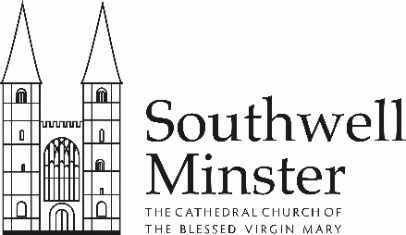 Southwell
Minster
THE CATHEDRAL CHURCH OF
THE BLESSED VIRGIN MARY